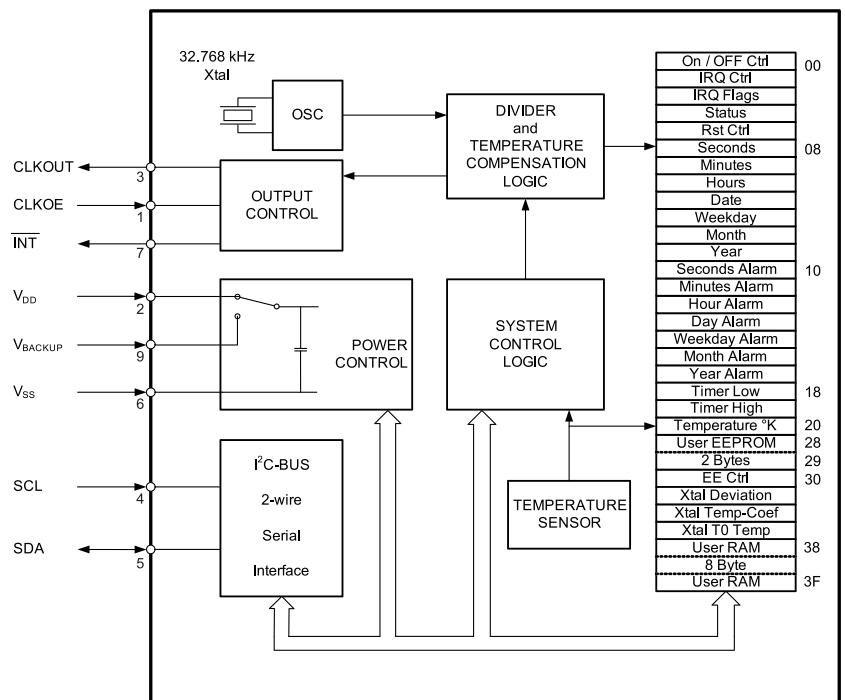 32.768 kHz
Xtal
OSC
DIVIDER
and
TEMPERATURE
COMPENSATION
LOGIC
CLKOUT
3
CLKOE
1
INT
7
OUTPUT
CONTROL
VDD
2
VBACKUP
9
VSS
6
POWER
CONTROL
SYSTEM
CONTROL
LOGIC
SCL
4
SDA
5
I²C-BUS
2-wire
Serial
Interface
TEMPERATURE
SENSOR
On / OFF Ctrl 00
IRQ Ctrl
IRQ Flags
Status
Rst Ctrl
Seconds 08
Minutes
Hours
Date
Weekday
Month
Year
Seconds Alarm 10
Minutes Alarm
Hour Alarm
Day Alarm
Weekday Alarm
Month Alarm
Year Alarm
Timer Low 18
Timer High
Temperature °K 20
User EEPROM 28
2 Bytes 29
EE Ctrl 30
Xtal Deviation
Xtal Temp-Coef
Xtal T0 Temp
User RAM 38
8 Byte
User RAM 3F